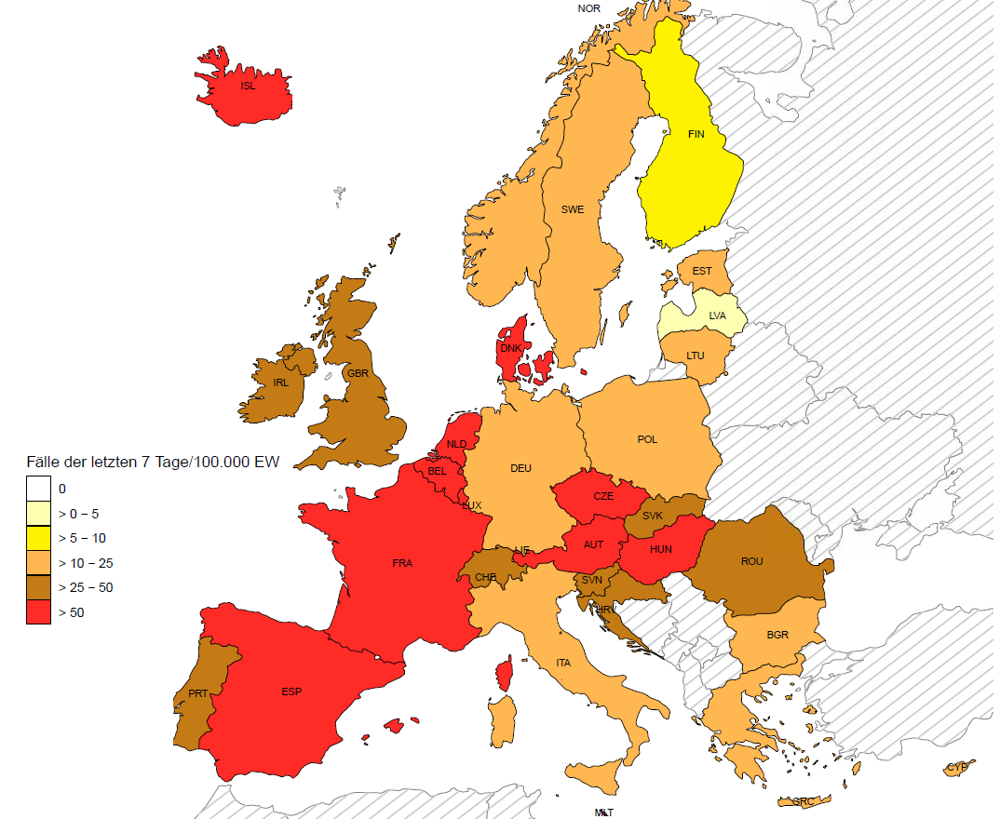 NOR
ISL
FIN
SWE
EST
LVA
DNK
LTU
GBR
IRL
POL
NLD
DEU
BEL
Fälle der letzten 7 Tage/100.000 EW
0
> 0 – 5
> 5 – 10
> 10 – 25
> 25 – 50
> 50
CZE
LUX
SVK
AUT
HUN
LIE
FRA
ROU
CHE
SVN
HRV
BGR
ITA
PRT
ESP
CYP
GRC
MLT